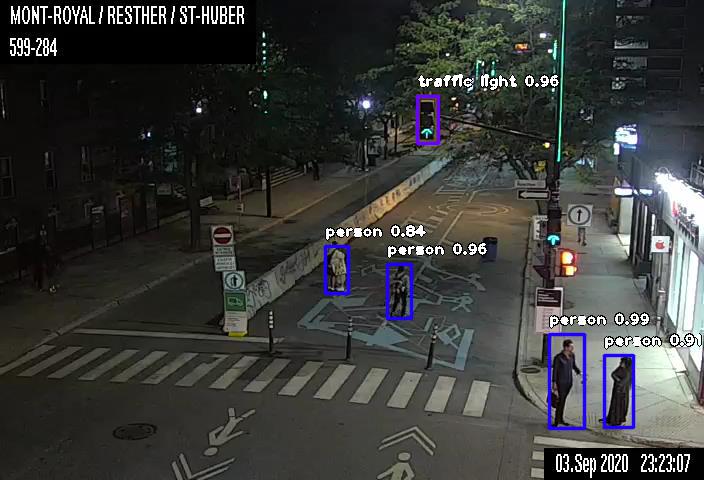 MONT-ROYAL / RESTHER / ST-HUBER
599-284
traffic light 0.96
person 0.84
person 0.96
person 0.99
person 0.91
03.Sep 2020 23:23:07